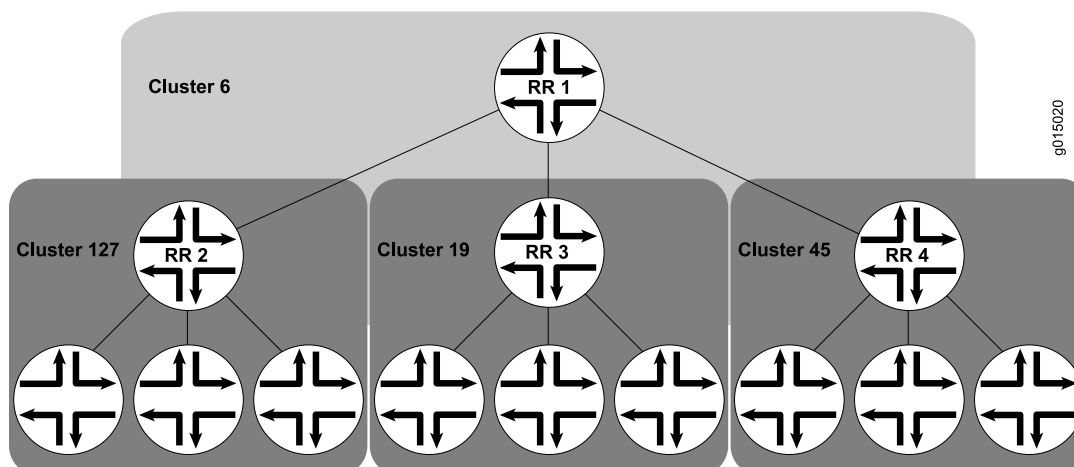 RR 1
Cluster 6
g015020
Cluster 127
RR 2
Cluster 19
RR 3
Cluster 45
RR 4